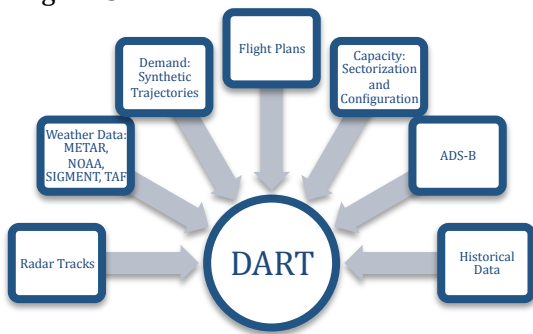 Flight Plans
Demand:
Synthetic
Trajectories
Capacity:
Sectorization
and
Configuration
Weather Data:
METAR,
NOAA,
SIGMENT, TAF
ADS-B
Radar Tracks
DART
Historical
Data